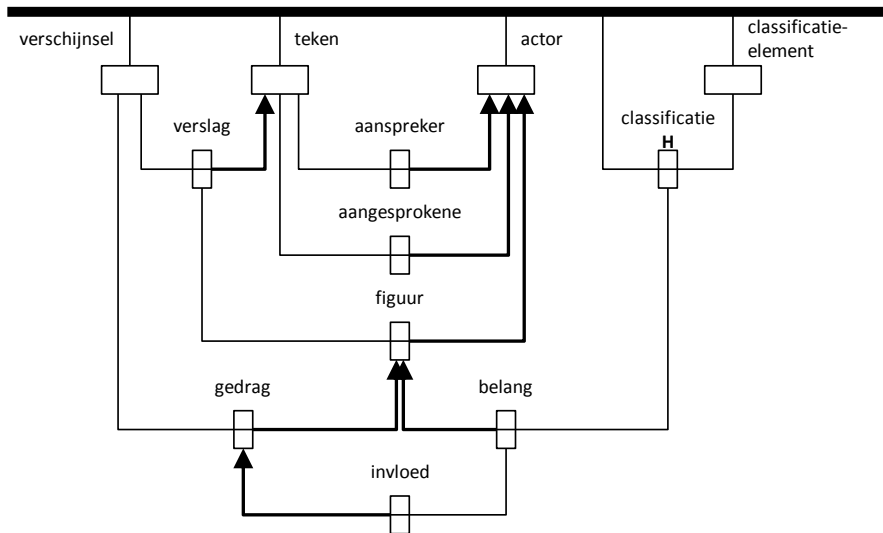 verschijnsel
teken
actor
classificatie-
element
verslag
aanspreker
classificatie
H
aangesprokene
figuur
gedrag
belang
invloed